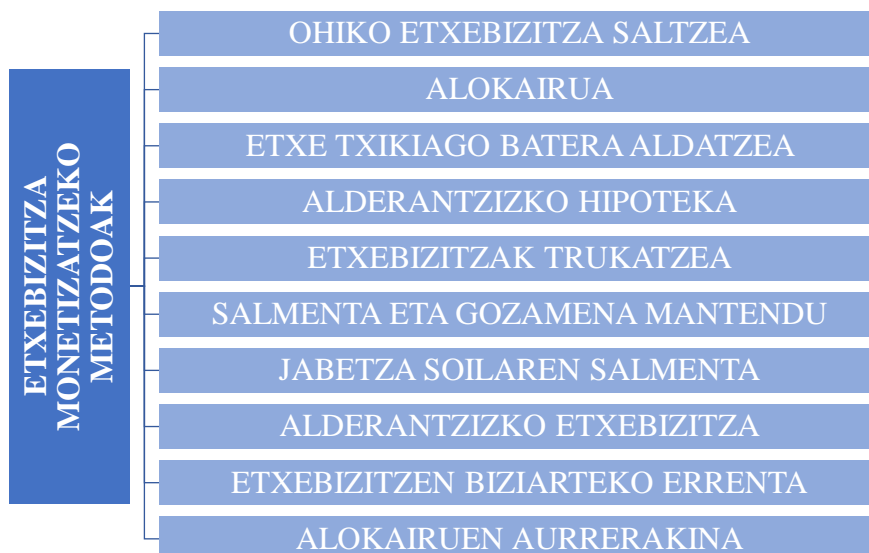 ETXEBIZITZA
MONETIZATZEKO
METODOAK
OHIKO ETXEBIZITZA SALTZEA
ALOKAIRUA
ETXE TXIKIAGO BATERA ALDATZEA
ALDERANTZIZKO HIPOTEKA
ETXEBIZITZAK TRUKATZEA
SALMENTA ETA GOZAMENA MANTENDU
JABETZA SOILAREN SALMENTA
ALDERANTZIZKO ETXEBIZITZA
ETXEBIZITZEN BIZIARTEKO ERRENTA
ALOKAIRUEN AURRERAKINA